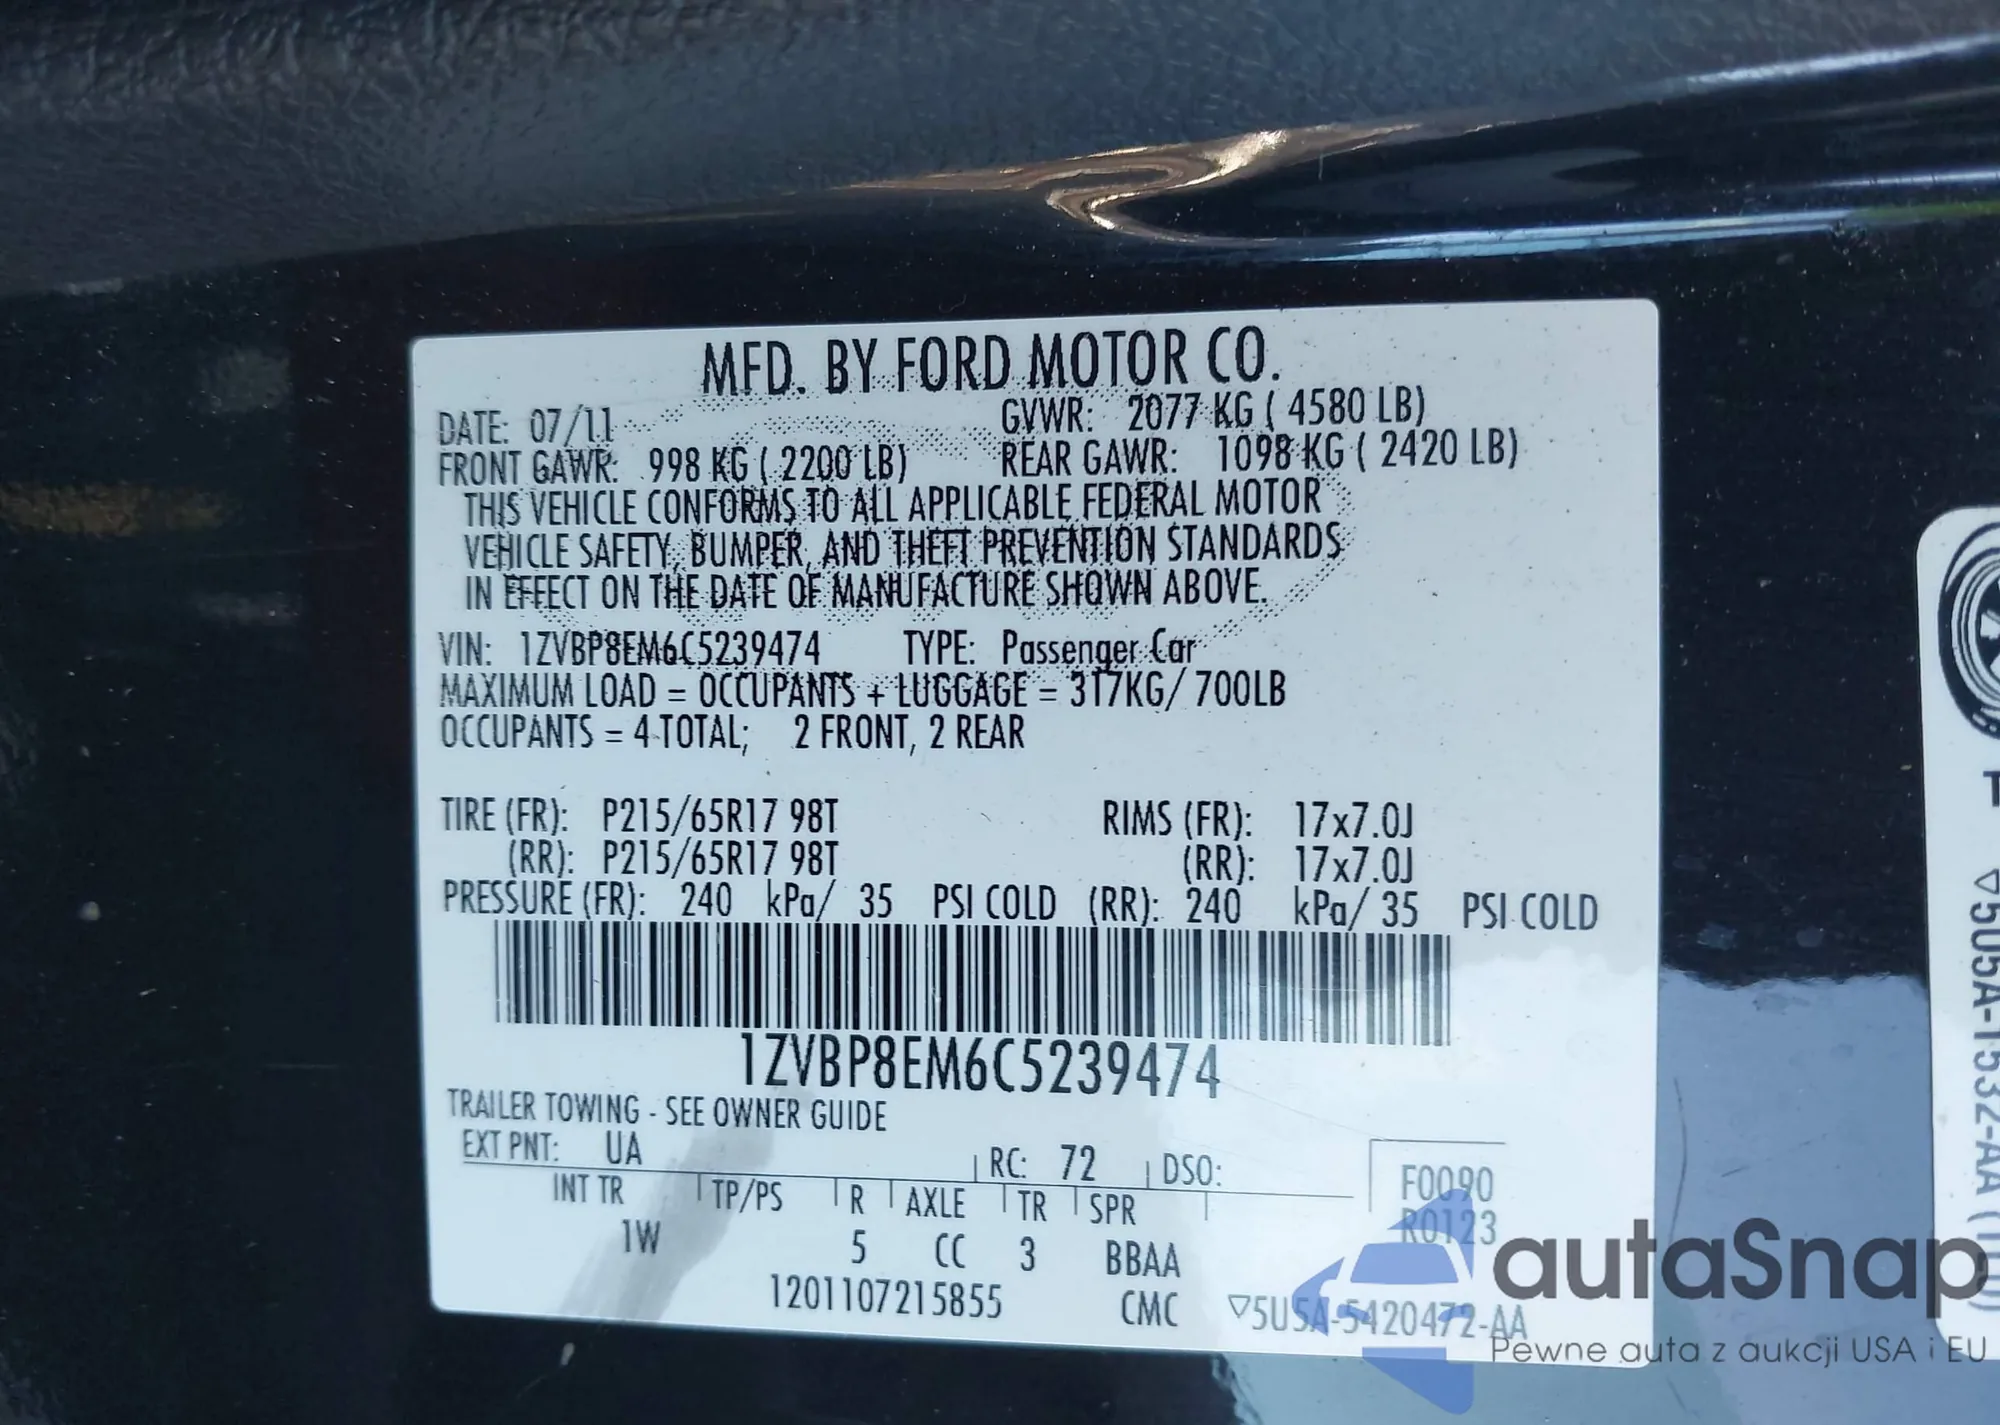 MFD. BY FORD MOTOR CO.
DATE: 07/11 GVWR: 2077 KG ( 4580 LB)
FRONT GAWR: 998 KG ( 2200 LB) REAR GAWR: 1098 KG ( 2420 LB)
THIS VEHICLE CONFORMS TO ALL APPLICABLE FEDERAL MOTOR
VEHICLE SAFETY, BUMPER, AND THEFT PREVENTION STANDARDS
IN EFFECT ON THE DATE OF MANUFACTURE SHOWN ABOVE.
VIN: 1ZVBP8EM6C5239474 TYPE: Passenger Car
MAXIMUM LOAD = OCCUPANTS + LUGGAGE = 317KG/ 700LB
OCCUPANTS = 4 TOTAL; 2 FRONT, 2 REAR
TIRE (FR): P215/65R17 98T RIMS (FR): 17x7.0J
(RR): P215/65R17 98T (RR): 17x7.0J
PRESSURE (FR): 240 kPa/ 35 PSI COLD (RR): 240 kPa/ 35 PSI COLD
1ZVBP8EM6C5239474
TRAILER TOWING - SEE OWNER GUIDE
EXT PNT: UA RC: 72 DSO:
INT TR TP/PS R AXLE TR SPR
1W 5 CC 3 BBAA
F0090
R0123
1201107215855 CMC ▽5U5A-5420472-AA
T
▽5U5A-1532-AA
autaSnap
Pewne auta z aukcji USA i EU